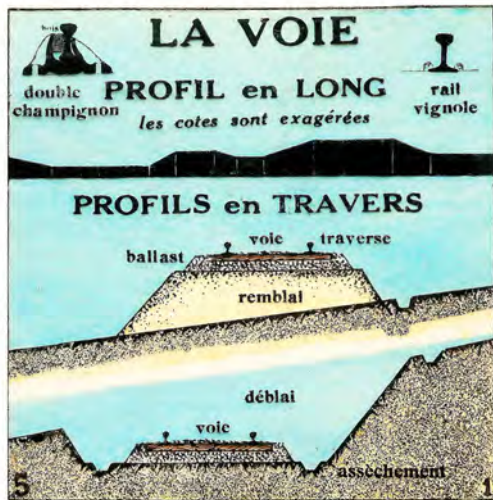 LA VOIE
bois
double
champignon
PROFIL en LONG
rail
vignole
les cotes sont exagérées
PROFILS en TRAVERS
voie traverse
ballast
remblai
déblai
voie
assèchement
5 1